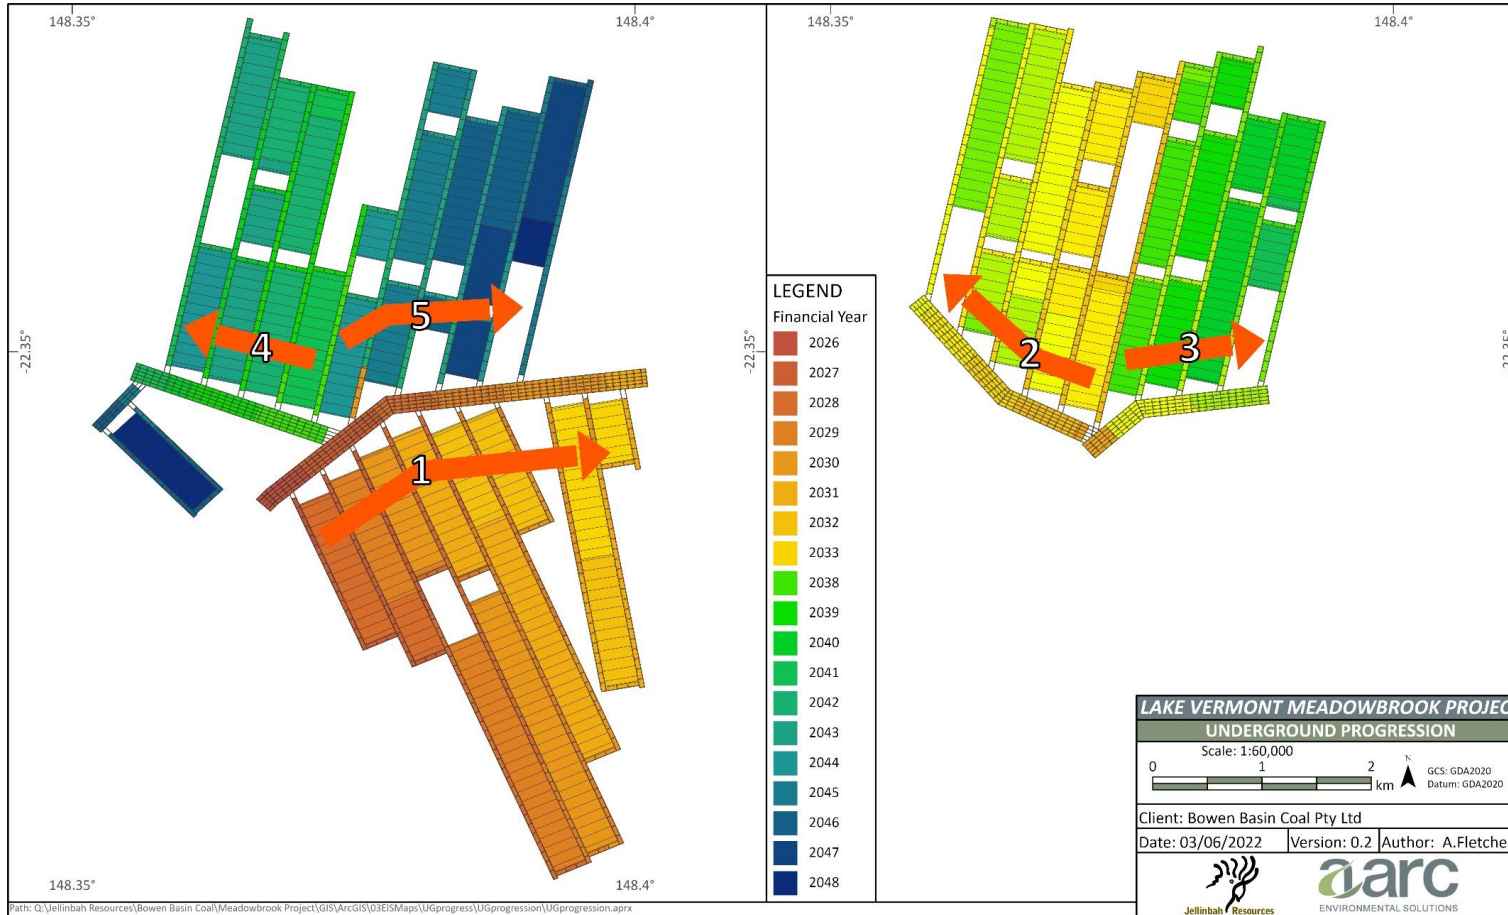 148.35°
148.4°
148.35°
148.4°
-22.35°
-22.35°
22.35°
5
4
1
2
3
148.35°
148.4°
LEGEND
Financial Year
2026
2027
2028
2029
2030
2031
2032
2033
2038
2039
2040
2041
2042
2043
2044
2045
2046
2047
2048
LAKE VERMONT MEADOWBROOK PROJEC
UNDERGROUND PROGRESSION
Scale: 1:60,000
0 1 2
km
N
GCS: GDA2020
Datum: GDA2020
Client: Bowen Basin Coal Pty Ltd
Date: 03/06/2022 Version: 0.2 Author: A.Fletche
Jellinbah Resources
aarc
ENVIRONMENTAL SOLUTIONS
Path: Q:\Jellinbah Resources\Bowen Basin Coal\Meadowbrook Project\GIS\ArcGIS\03EISMaps\UGprogress\UGprogression\UGprogression.aprx